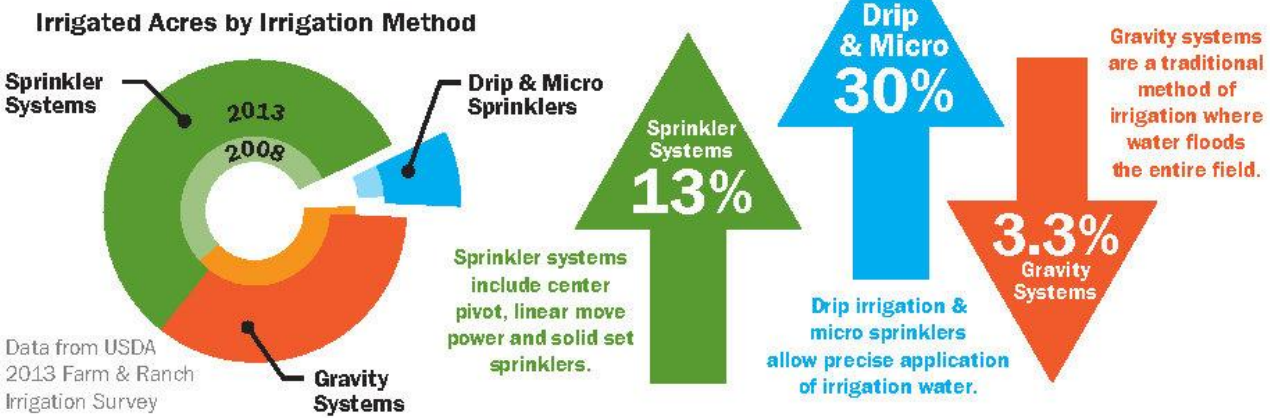 Irrigated Acres by Irrigation Method
Sprinkler
Systems
2013
2008
Drip & Micro
Sprinklers
Gravity
Systems
Data from USDA
2013 Farm & Ranch
Irrigation Survey
Sprinkler
Systems
13%
Sprinkler systems
include center
pivot, linear move
power and solid set
sprinklers.
Drip
& Micro
30%
Drip irrigation &
micro sprinklers
allow precise application
of irrigation water.
Gravity systems
are a traditional
method of
irrigation where
water floods
the entire field.
3.3%
Gravity
Systems